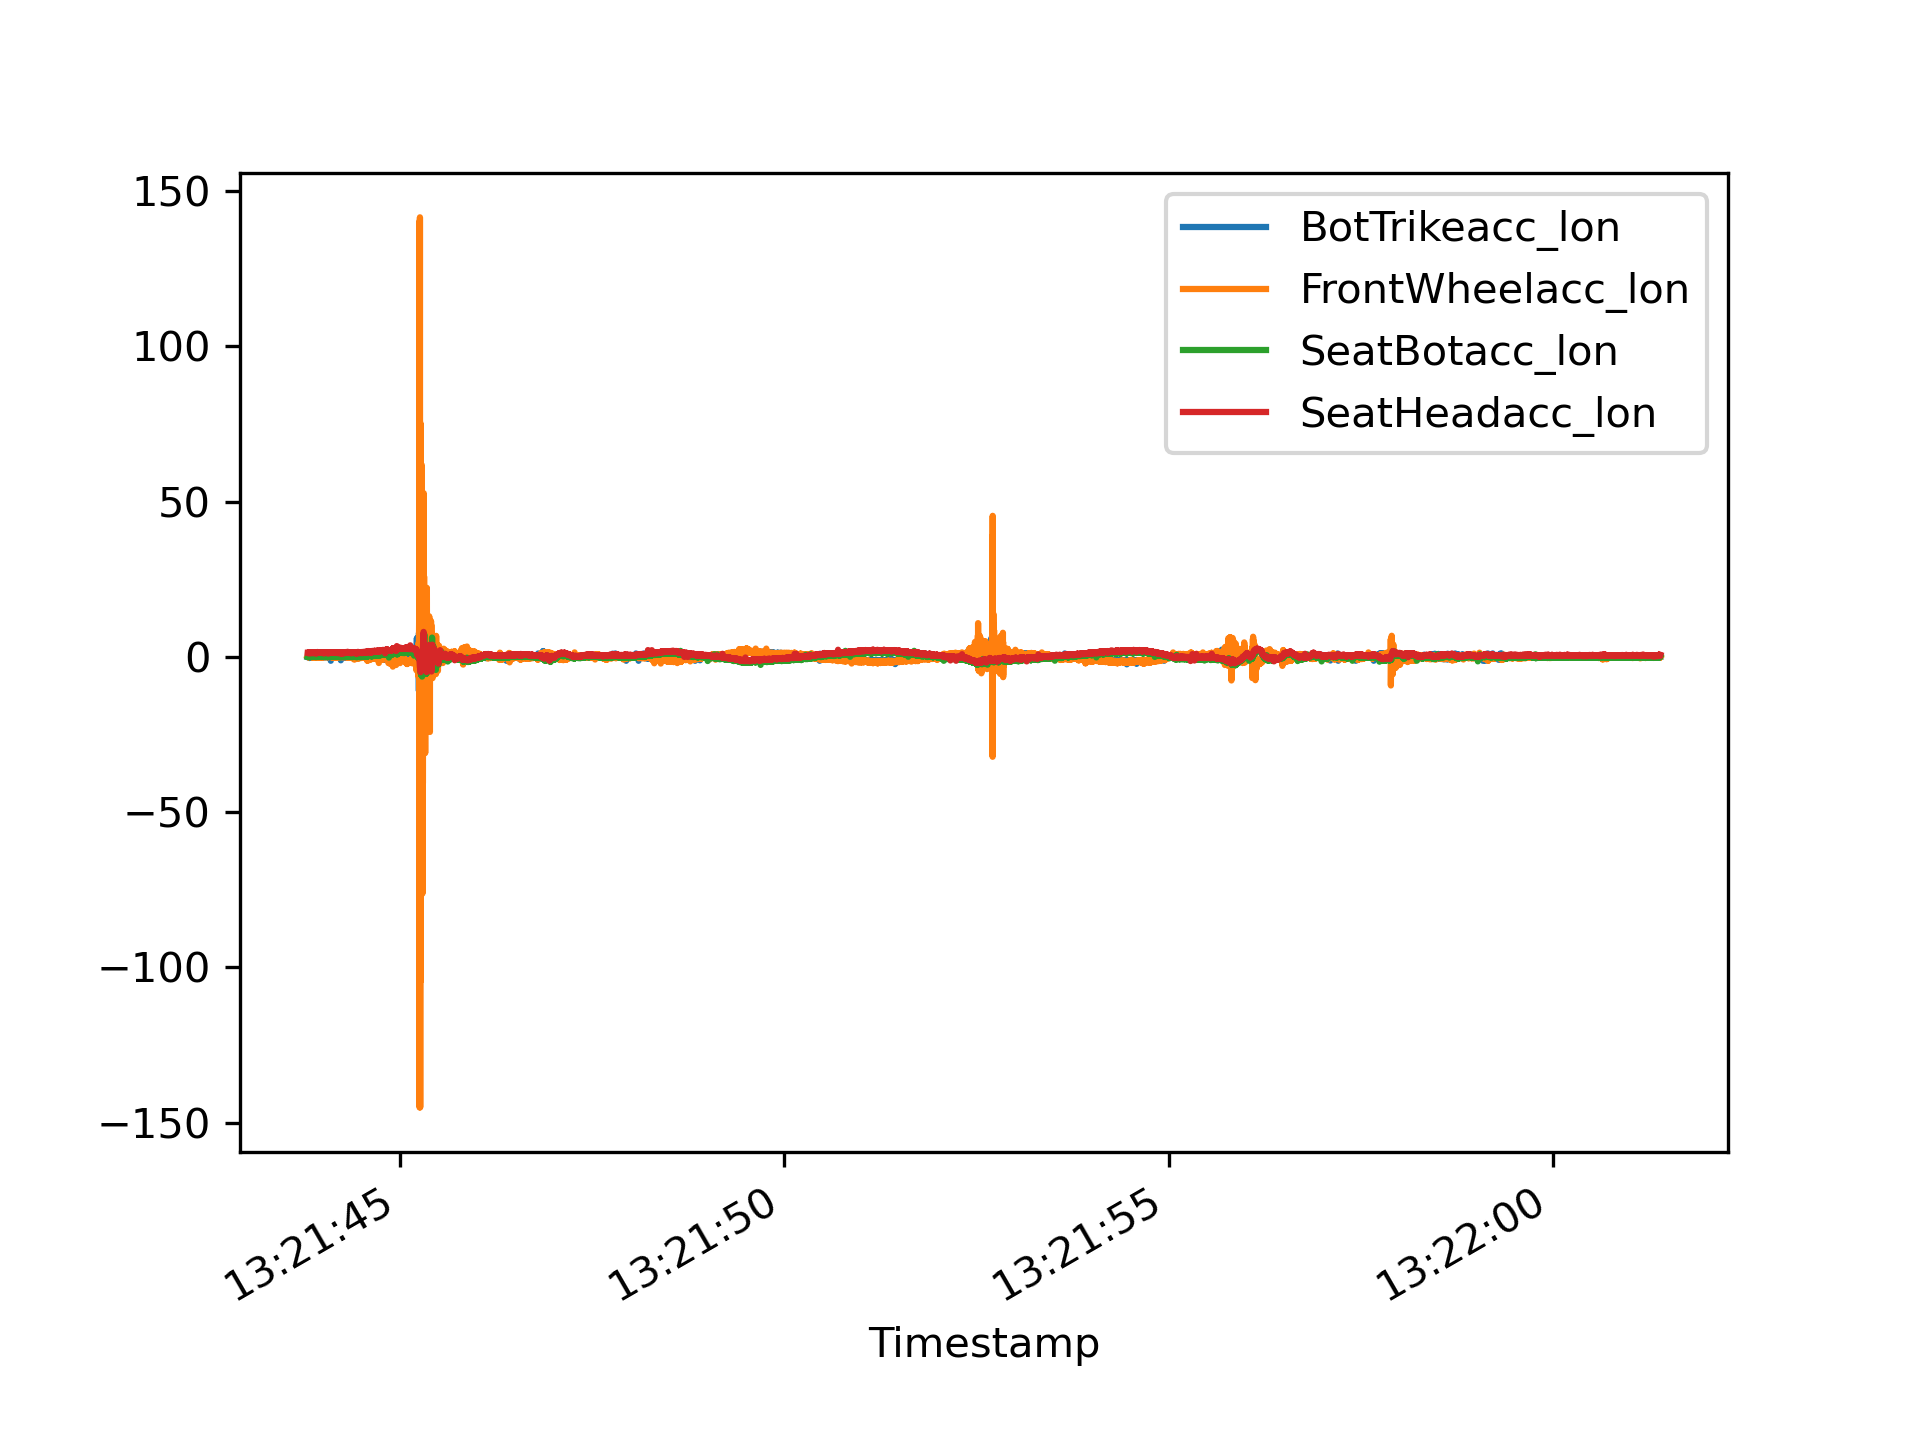 150
100
50
0
−50
−100
−150
BotTrikeacc_lon
FrontWheelacc_lon
SeatBotacc_lon
SeatHeadacc_lon
13:21:45
13:21:50
13:21:55
13:22:00
Timestamp